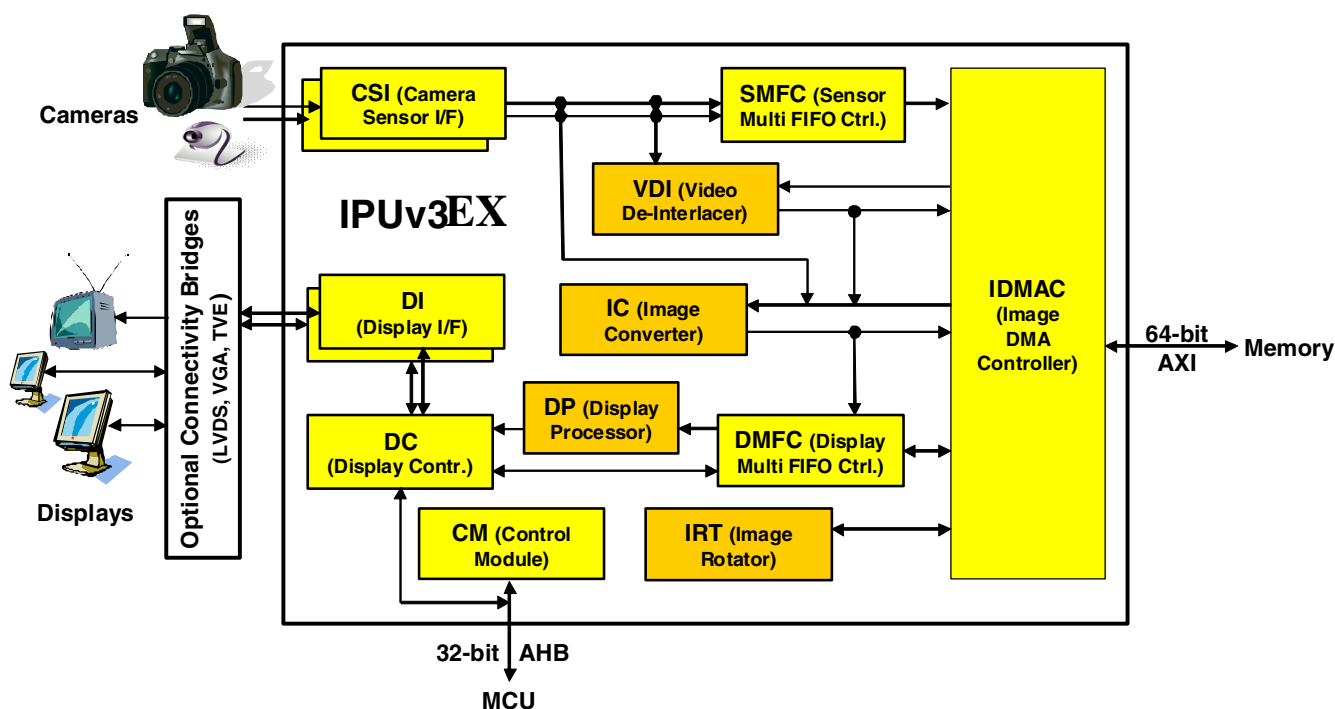 Cameras
CSI (Camera
Sensor I/F)
SMFC (Sensor
Multi FIFO Ctrl.)
VDI (Video
De-Interlacer)
IPUv3EX
Optional Connectivity Bridges
(LVDS, VGA, TVE)
DI
(Display I/F)
IC (Image
Converter)
IDMAC
(Image
DMA
Controller)
64-bit
AXI
Memory
DP (Display
Processor)
DC
(Display Contr.)
DMFC (Display
Multi FIFO Ctrl.)
Displays
CM (Control
Module)
IRT (Image
Rotator)
32-bit AHB
MCU